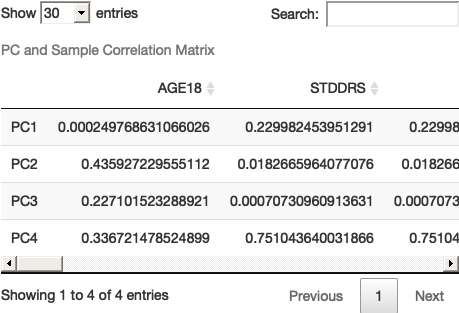 Show 30 entries Search:
PC and Sample Correlation Matrix
AGE18 STDDRS
PC1 0.000249768631066026 0.229982453951291 0.22998
PC2 0.435927229555112 0.0182665964077076 0.018266
PC3 0.227101523288921 0.00070730960913631 0.0007073
PC4 0.336721478524899 0.751043640031866 0.75104
Showing 1 to 4 of 4 entries Previous 1 Next